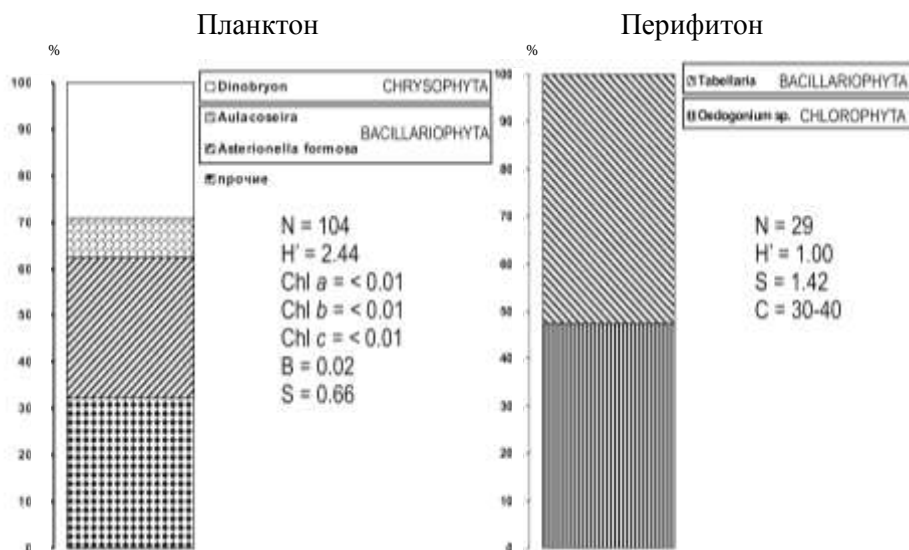 Планктон
%
100
90
80
70
60
50
40
30
20
10
0
Dinobryon CHRYSOPHYTA
Aulacoseira
BACILLARIOPHYTA
Asterionella formosa
прочие
N = 104
H' = 2.44
Chl a = < 0.01
Chl b = < 0.01
Chl c = < 0.01
B = 0.02
S = 0.66
Перифитон
%
100
90
80
70
60
50
40
30
20
10
0
Tabellaria BACILLARIOPHYTA
Oedogonium sp. CHLOROPHYTA
N = 29
H' = 1.00
S = 1.42
C = 30-40